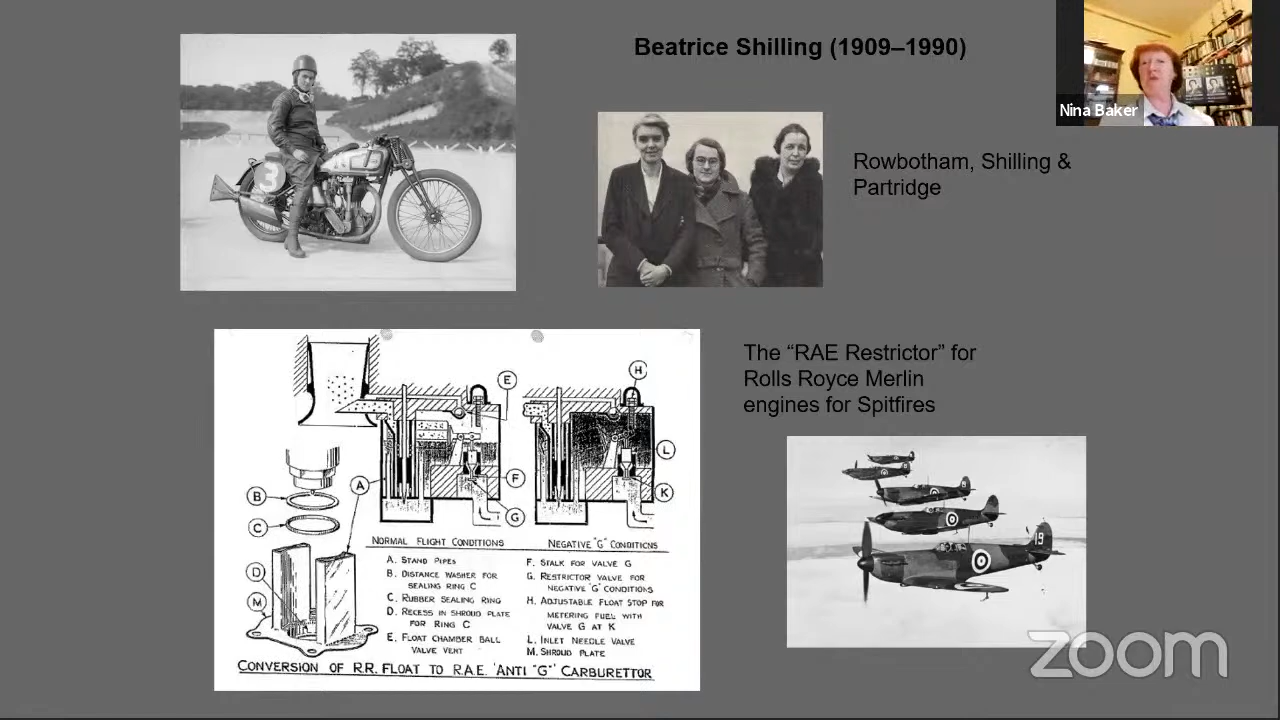 Beatrice Shilling (1909–1990)
Nina Baker
Rowbotham, Shilling &
Partridge
3
The “RAE Restrictor” for
Rolls Royce Merlin
engines for Spitfires
E
H
A
F
G
L
K
B
C
D
M
NORMAL FLIGHT CONDITIONS
NEGATIVE "G" CONDITIONS
A. STAND PIPES
B. DISTANCE WASHER FOR
SEALING RING C
C. RUBBER SEALING RING
D. RECESS IN SHROUD PLATE
FOR RING C
E. FLOAT CHAMBER BALL
VALVE VENT
F. STALK FOR VALVE G
G. RESTRICTOR VALVE FOR
NEGATIVE "G" CONDITIONS
H. ADJUSTABLE FLOAT STOP FOR
METERING FUEL WITH
VALVE G AT K
L. INLET NEEDLE VALVE
M. SHROUD PLATE
CONVERSION OF R.R. FLOAT TO R.A.E. 'ANTI "G"' CARBURETTOR
19
zoom